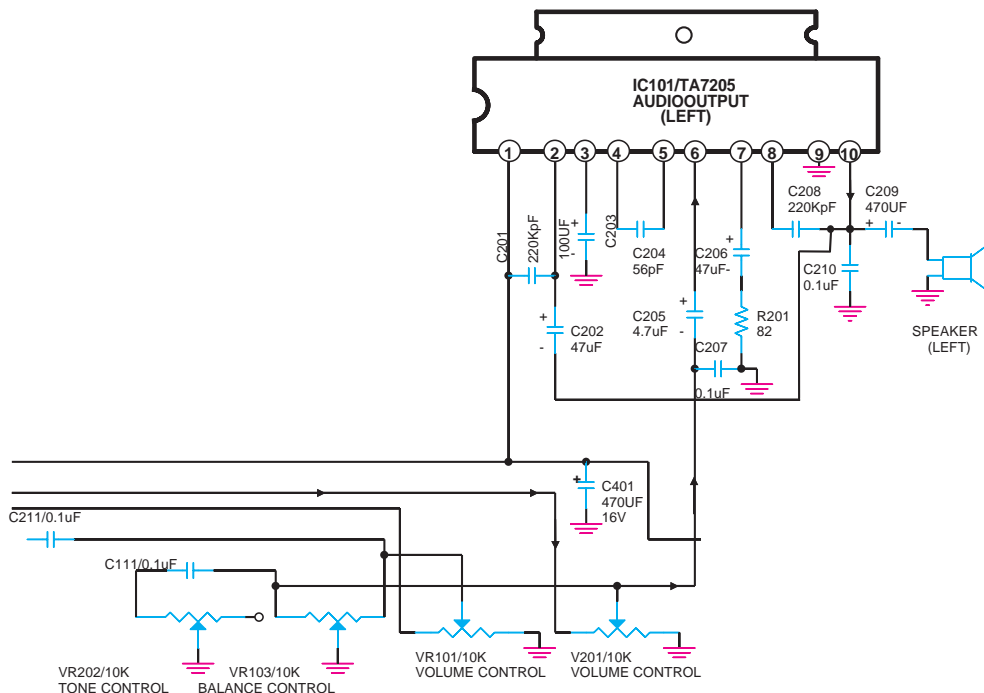 IC101/TA7205
AUDIOOUTPUT
(LEFT)
1
2
3
4
5
6
7
8
9
10
C201
220KpF
100UF
+
-
C203
C204
56pF
+
C206
47uF-
C208
220KpF
C209
470UF
+ -
C210
0.1uF
SPEAKER
(LEFT)
+
-
C202
47uF
C205
4.7uF
+
-
R201
82
C207
0.1uF
+
C401
470UF
16V
C211/0.1uF
C111/0.1uF
VR202/10K
TONE CONTROL
VR103/10K
BALANCE CONTROL
VR101/10K
VOLUME CONTROL
V201/10K
VOLUME CONTROL